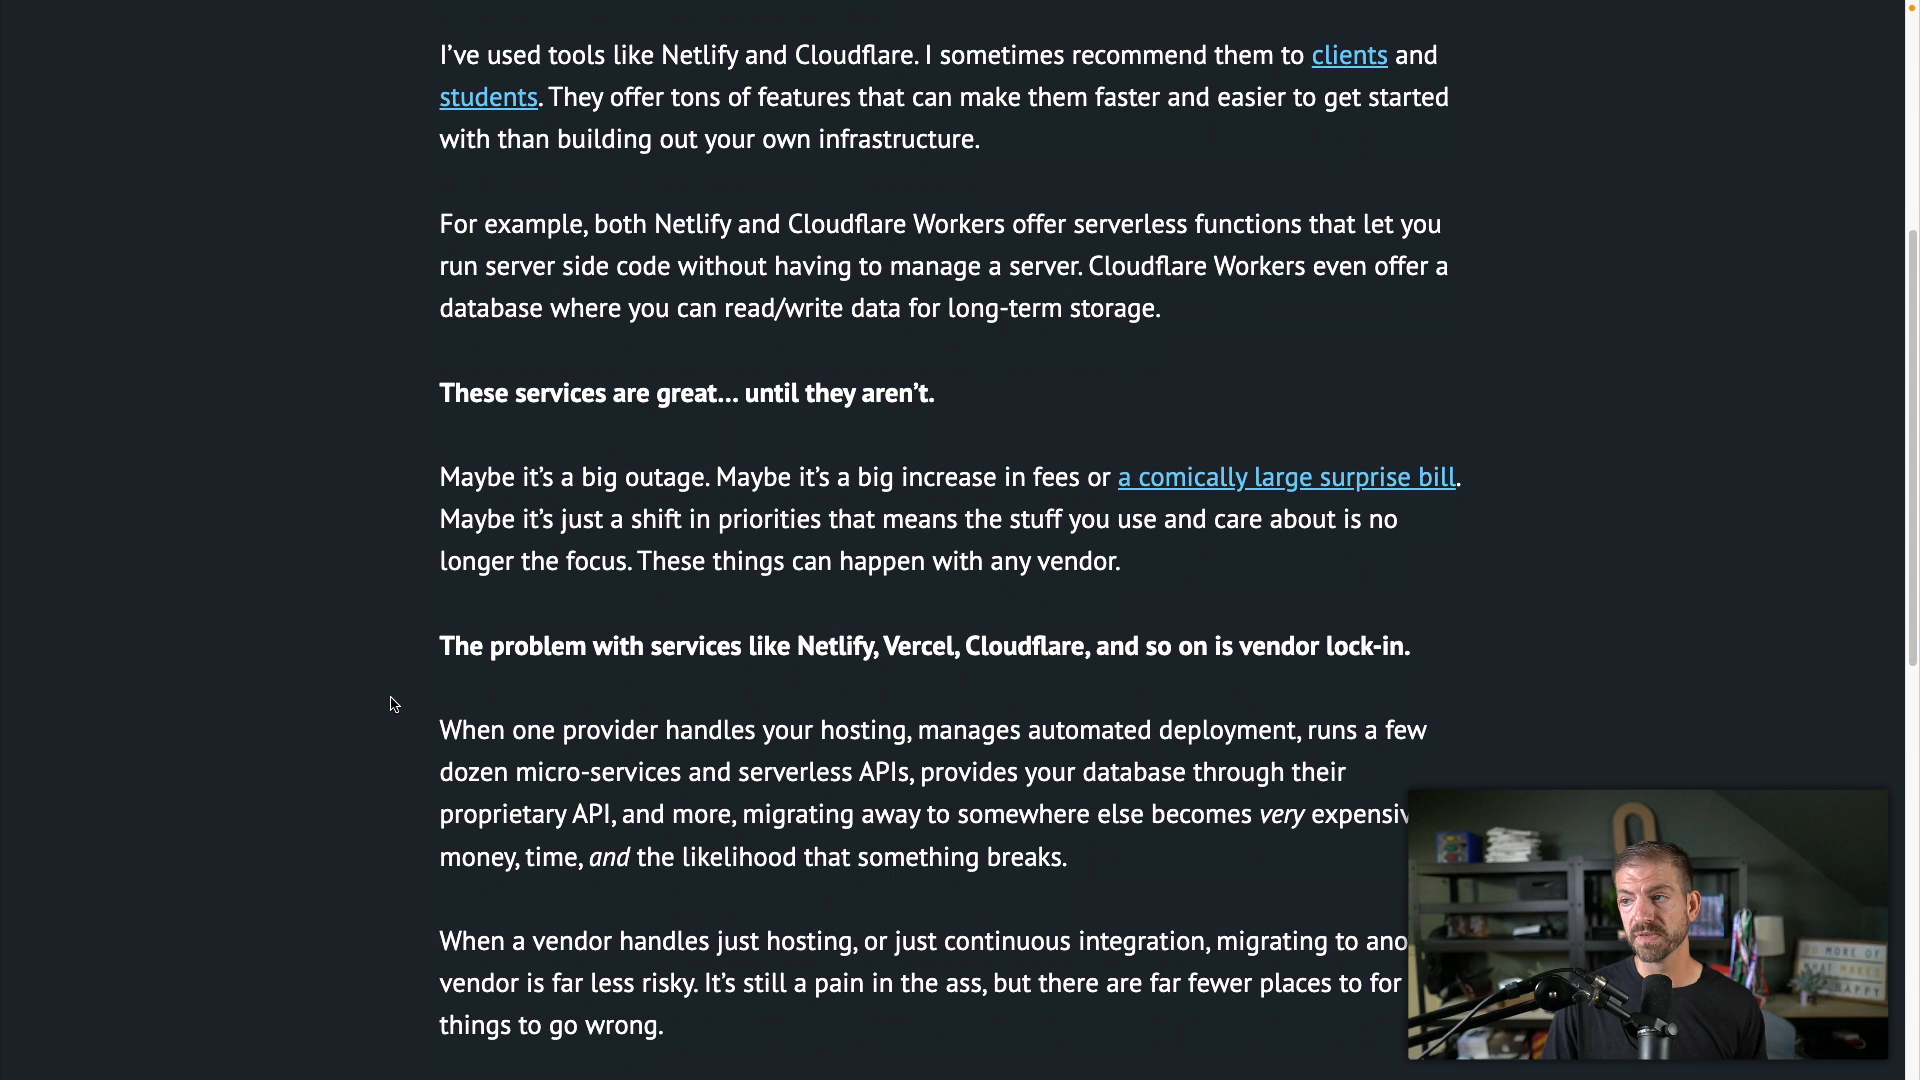 I’ve used tools like Netlify and Cloudflare. I sometimes recommend them to clients and
students. They offer tons of features that can make them faster and easier to get started
with than building out your own infrastructure.
For example, both Netlify and Cloudflare Workers offer serverless functions that let you
run server side code without having to manage a server. Cloudflare Workers even offer a
database where you can read/write data for long-term storage.
These services are great… until they aren’t.
Maybe it’s a big outage. Maybe it’s a big increase in fees or a comically large surprise bill.
Maybe it’s just a shift in priorities that means the stuff you use and care about is no
longer the focus. These things can happen with any vendor.
The problem with services like Netlify, Vercel, Cloudflare, and so on is vendor lock-in.
When one provider handles your hosting, manages automated deployment, runs a few
dozen micro-services and serverless APIs, provides your database through their
proprietary API, and more, migrating away to somewhere else becomes very expensiv
money, time, and the likelihood that something breaks.
When a vendor handles just hosting, or just continuous integration, migrating to ano
vendor is far less risky. It’s still a pain in the ass, but there are far fewer places to for
things to go wrong.
DO MORE OF
WHAT MAKES
HAPPY